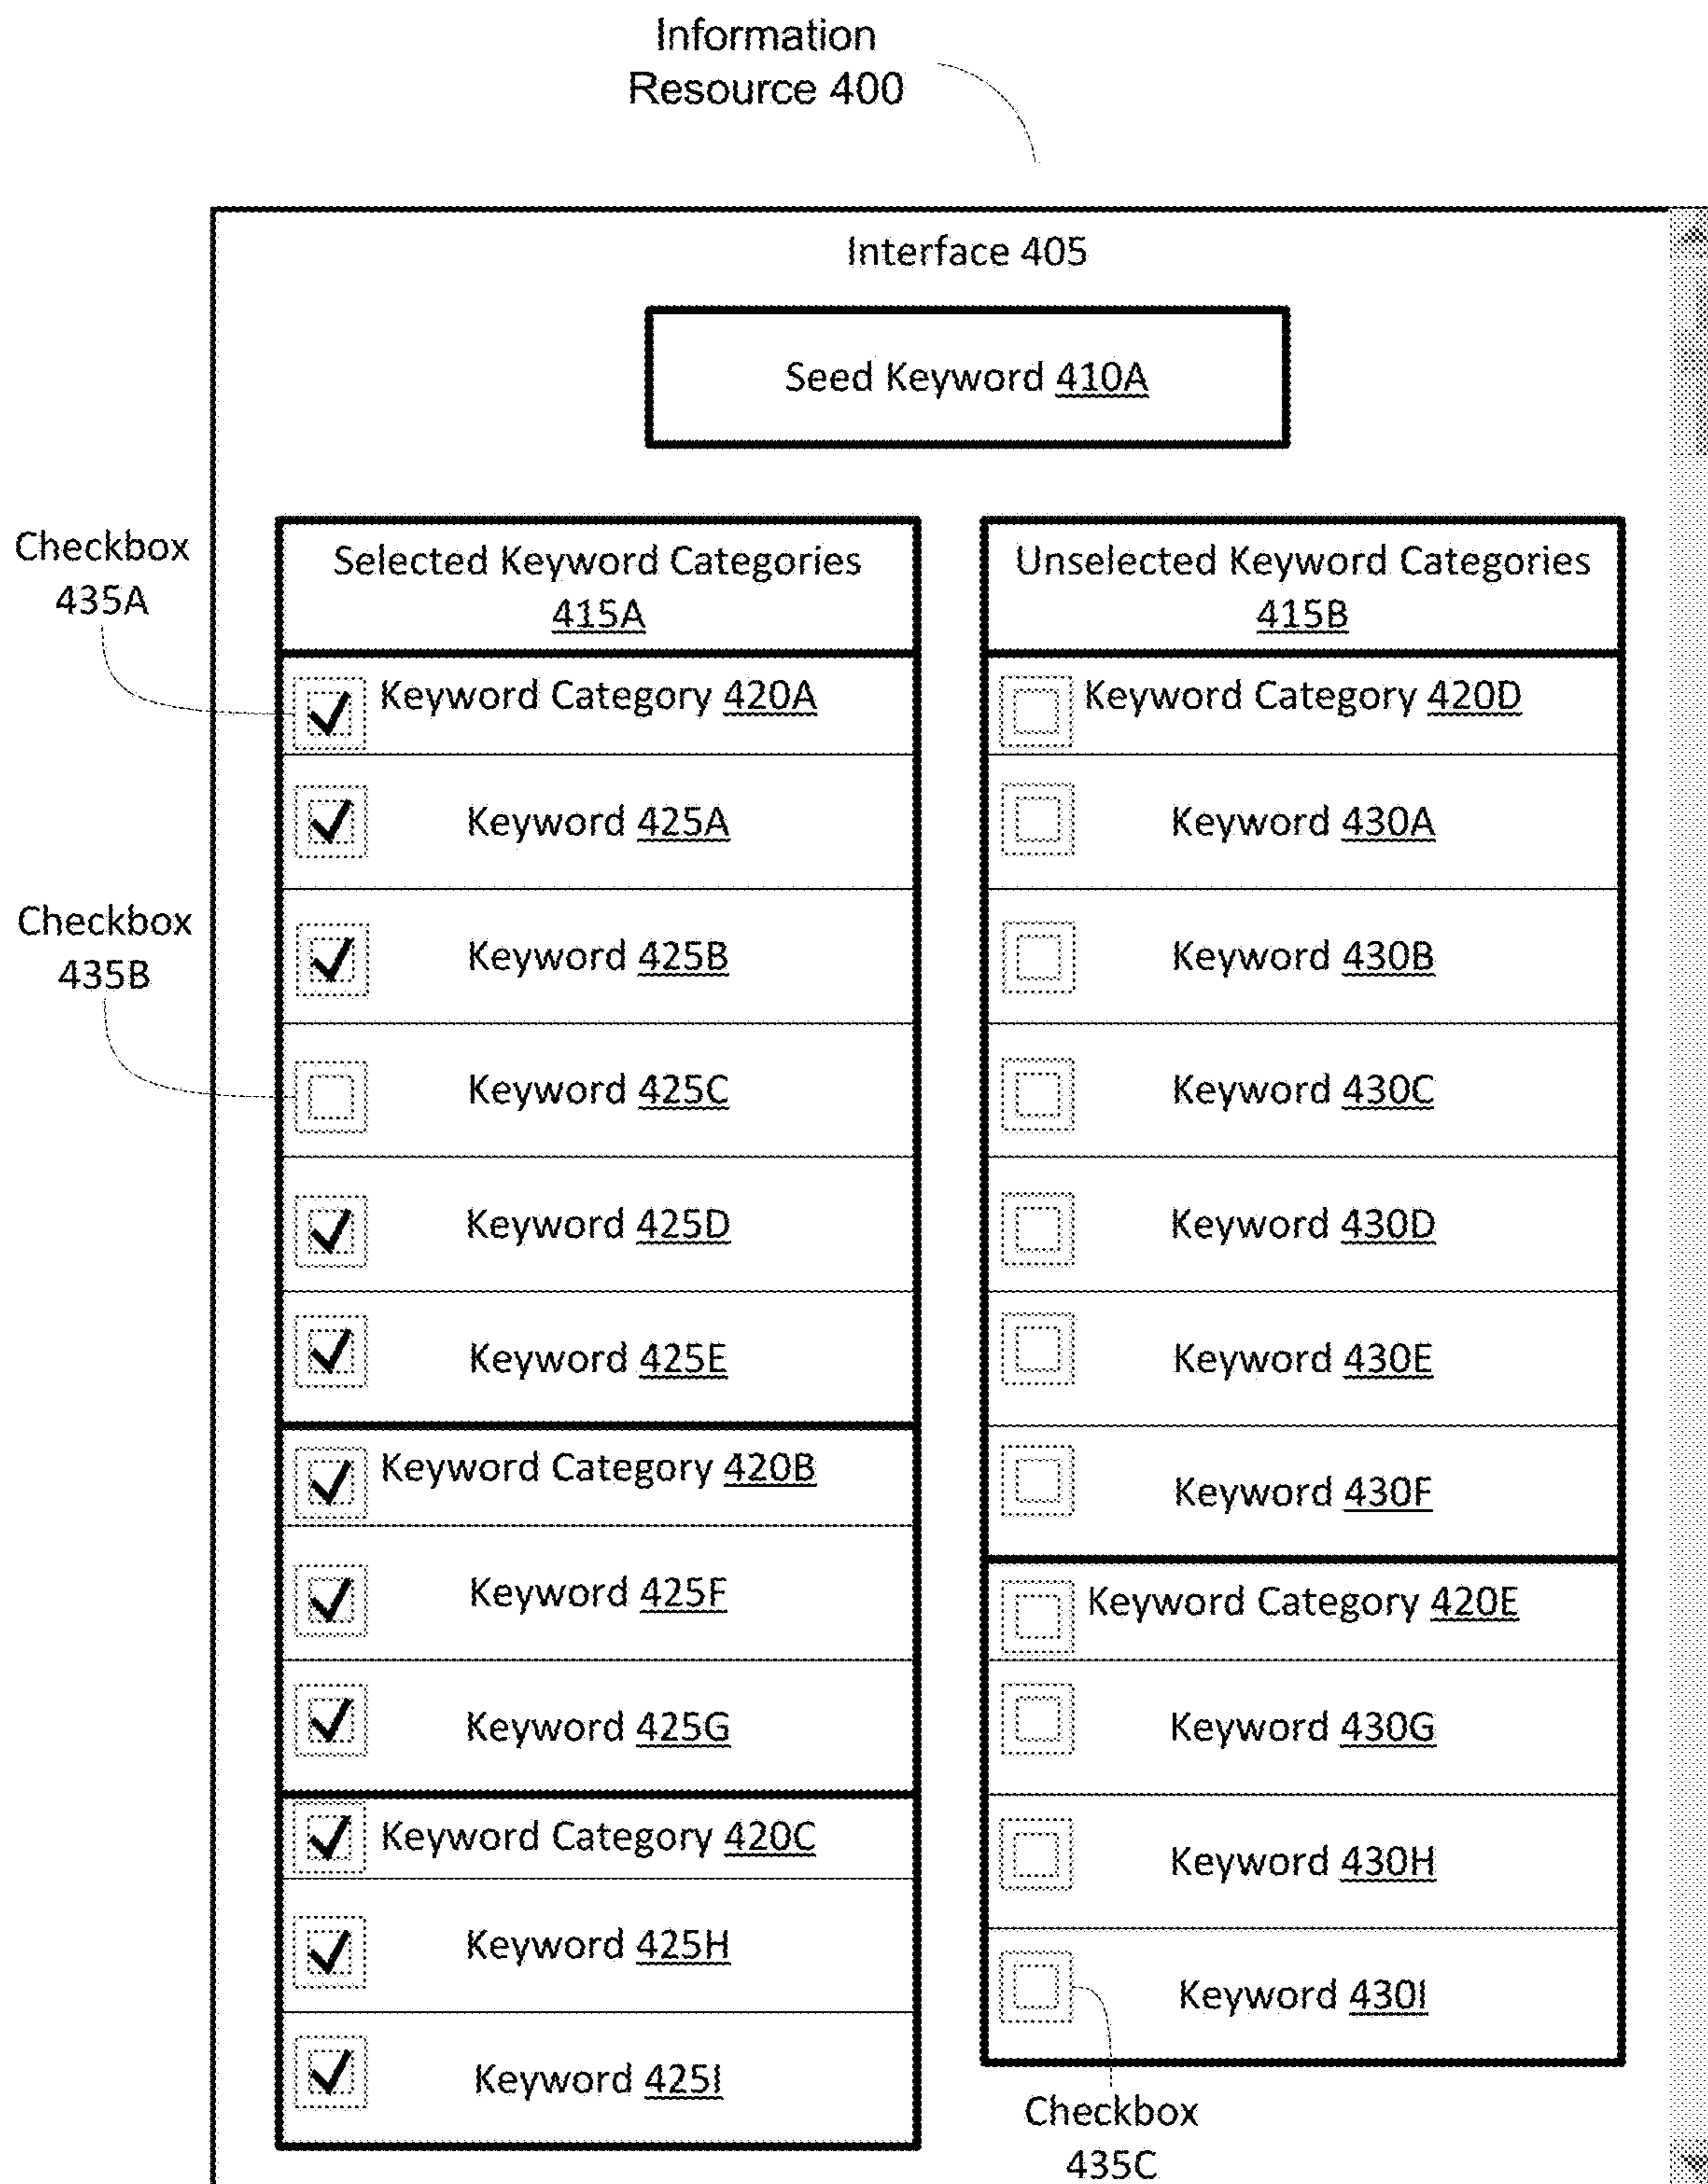 Information
Resource 400
Interface 405
Seed Keyword 410A
Checkbox
435A
Checkbox
435B
Selected Keyword Categories
415A
Keyword Category 420A
Keyword 425A
Keyword 425B
Keyword 425C
Keyword 425D
Keyword 425E
Keyword Category 420B
Keyword 425F
Keyword 425G
Keyword Category 420C
Keyword 425H
Keyword 425I
Unselected Keyword Categories
415B
Keyword Category 420D
Keyword 430A
Keyword 430B
Keyword 430C
Keyword 430D
Keyword 430E
Keyword 430F
Keyword Category 420E
Keyword 430G
Keyword 430H
Keyword 430I
Checkbox
435C